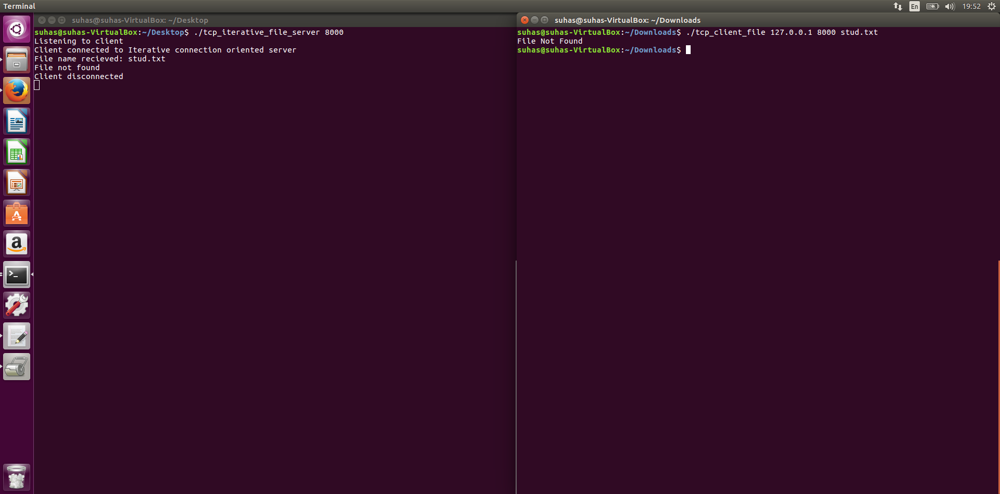 Terminal
En
19:52
suhas@suhas-VirtualBox: ~/Desktop
suhas@suhas-VirtualBox:~/Desktop$ ./tcp_iterative_file_server 8000
Listening to client
Client connected to Iterative connection oriented server
File name recieved: stud.txt
File not found
Client disconnected
suhas@suhas-VirtualBox: ~/Downloads
suhas@suhas-VirtualBox:~/Downloads$ ./tcp_client_file 127.0.0.1 8000 stud.txt
File Not Found
suhas@suhas-VirtualBox:~/Downloads$